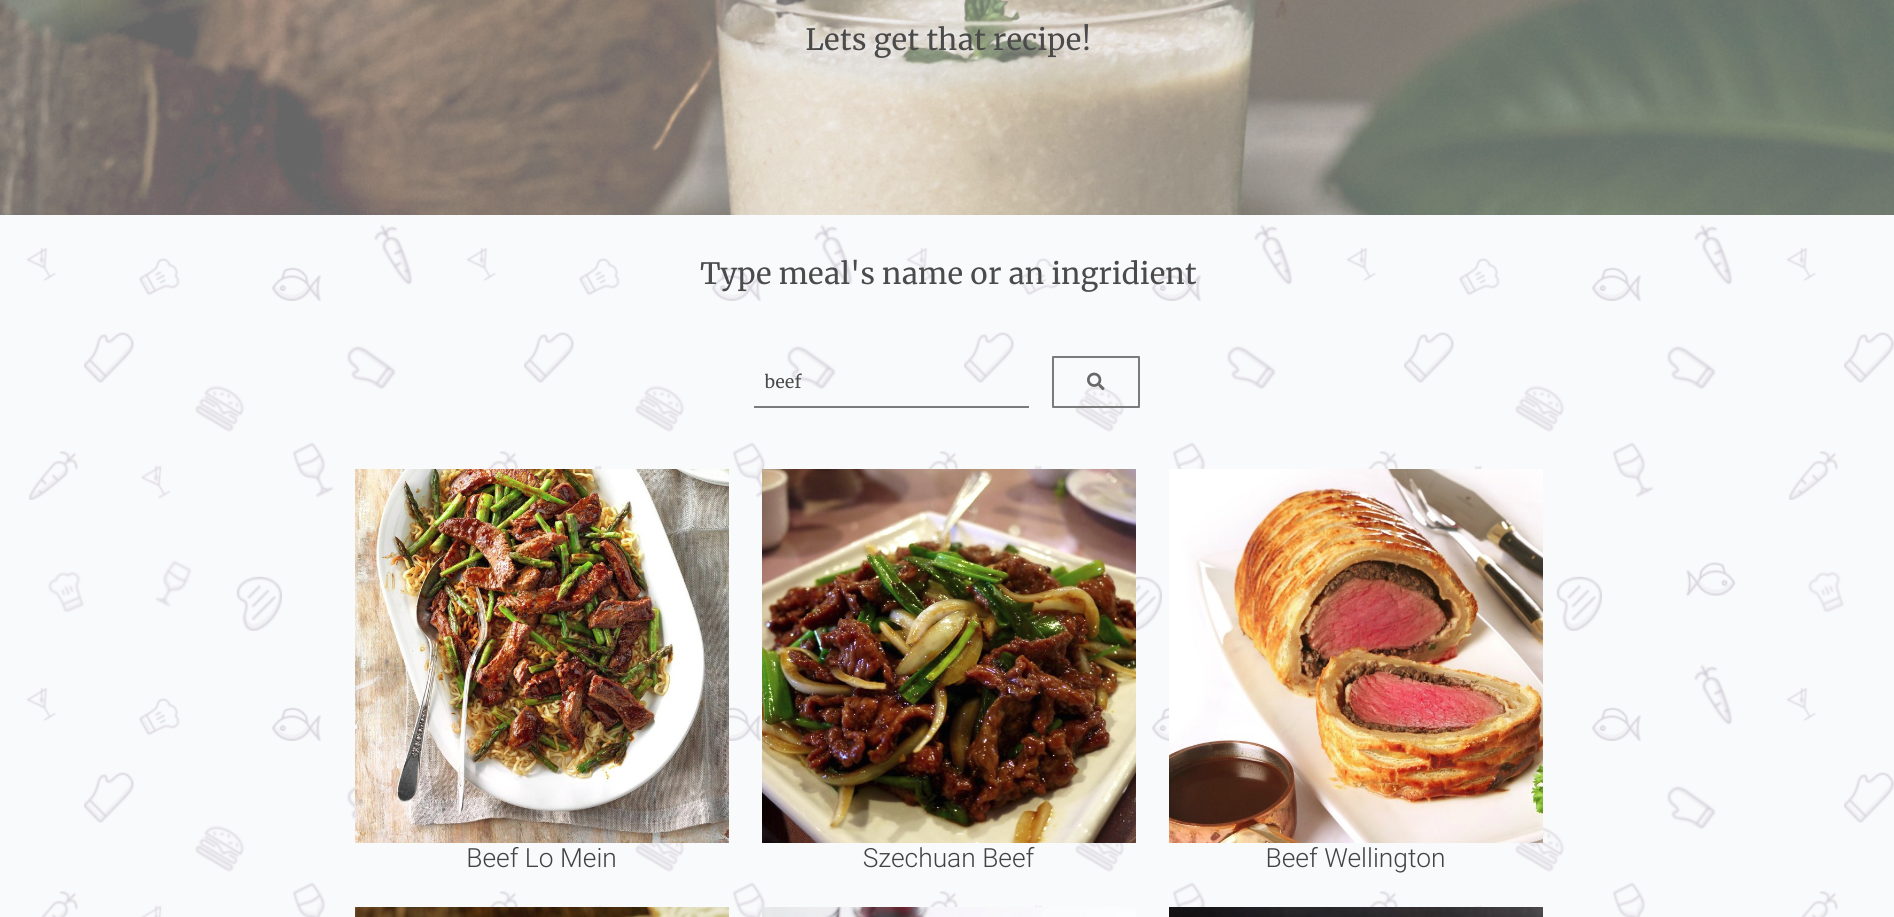 Lets get that recipe!
Type meal's name or an ingridient
beef
Beef Lo Mein
Szechuan Beef
Beef Wellington